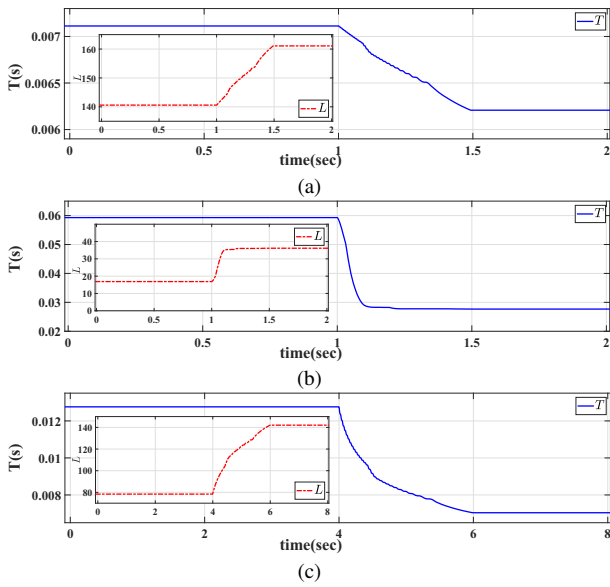 0.007
0.0065
0.006
T(s)
160
150
140
L
0 0.5 1 1.5 2
L
T
0 0.5 1 1.5 2
time(sec)
(a)
0.06
0.05
0.04
0.03
0.02
T(s)
40
30
20
10
0
L
0 0.5 1 1.5 2
L
T
0 0.5 1 1.5 2
time(sec)
(b)
0.012
0.01
0.008
T(s)
140
120
100
80
L
0 2 4 6 8
L
T
0 2 4 6 8
time(sec)
(c)